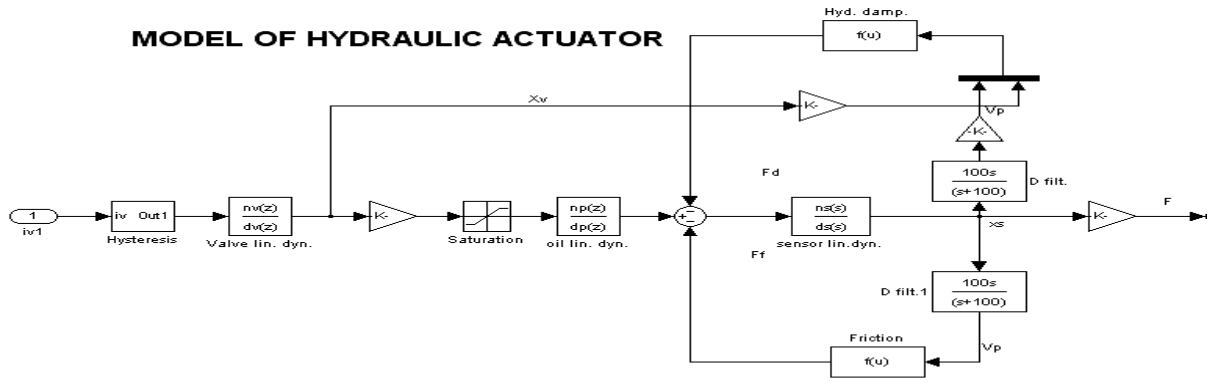 MODEL OF HYDRAULIC ACTUATOR
Hyd. damp.
f(u)
Xv
K-
Vp
-K-
100s
(s+100)
D filt.
Fd
1
iv1
iv Out1
Hysteresis
nv(z)
dv(z)
Valve lin. dyn.
K-
Saturation
np(z)
dp(z)
oil lin. dyn.
+
−
−
ns(s)
ds(s)
sensor lin.dyn.
xs
K-
F
Ff
D filt.1
100s
(s+100)
Friction
f(u)
Vp